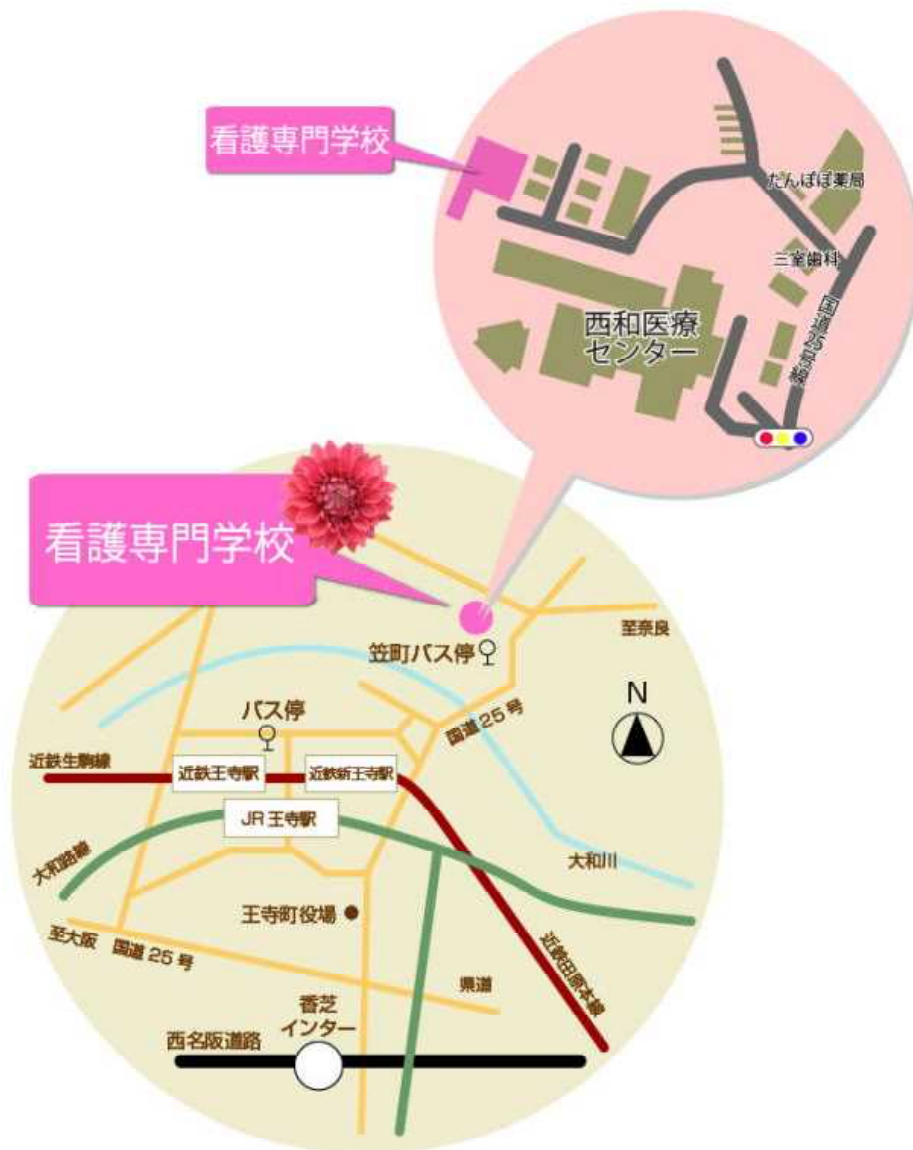 看護専門学校
たんぽぽ薬局
三室歯科
国道25号線
西和医療
センター
看護専門学校
至奈良
笠町バス停
国道25号
N
バス停
近鉄生駒線
近鉄王寺駅
近鉄新王寺駅
JR王寺駅
大和路線
大和川
王寺町役場
至大阪 国道25号
近鉄田原本線
県道
香芝
インター
西名阪道路